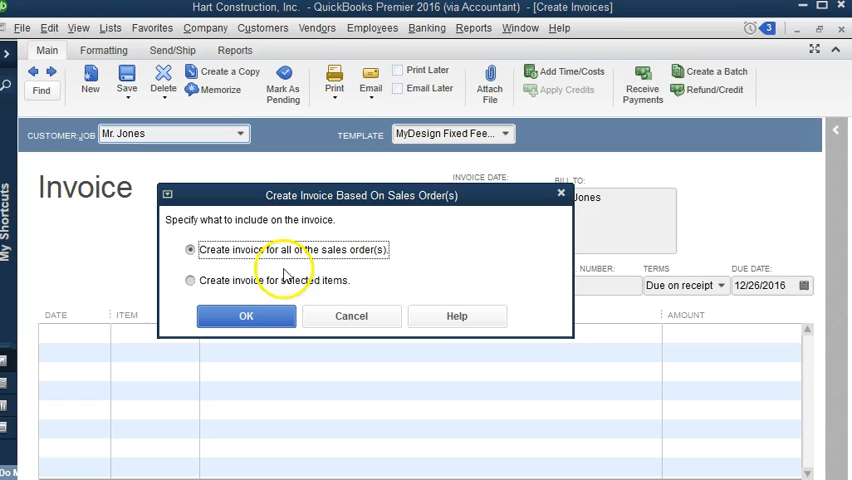 Hart Construction, Inc. - QuickBooks Premier 2016 (via Accountant) - [Create Invoices]
File Edit View Lists Favorites Company Customers Vendors Employees Banking Reports Window Help 3
Main Formatting Send/Ship Reports
Find New Save Delete Create a Copy Memorize Mark As Pending Print Email Print Later Email Later Attach File Add Time/Costs Apply Credits Receive Payments Create a Batch Refund/Credit
CUSTOMER:JOB Mr. Jones TEMPLATE MyDesign Fixed Fee...
My Shortcuts
Invoice
INVOICE DATE: BILL TO:
Jones
Create Invoice Based On Sales Order(s)
Specify what to include on the invoice.
Create invoice for all of the sales order(s).
Create invoice for selected items.
OK Cancel Help
NUMBER: TERMS DUE DATE:
Due on receipt 12/26/2016
DATE ITEM AMOUNT
Do M